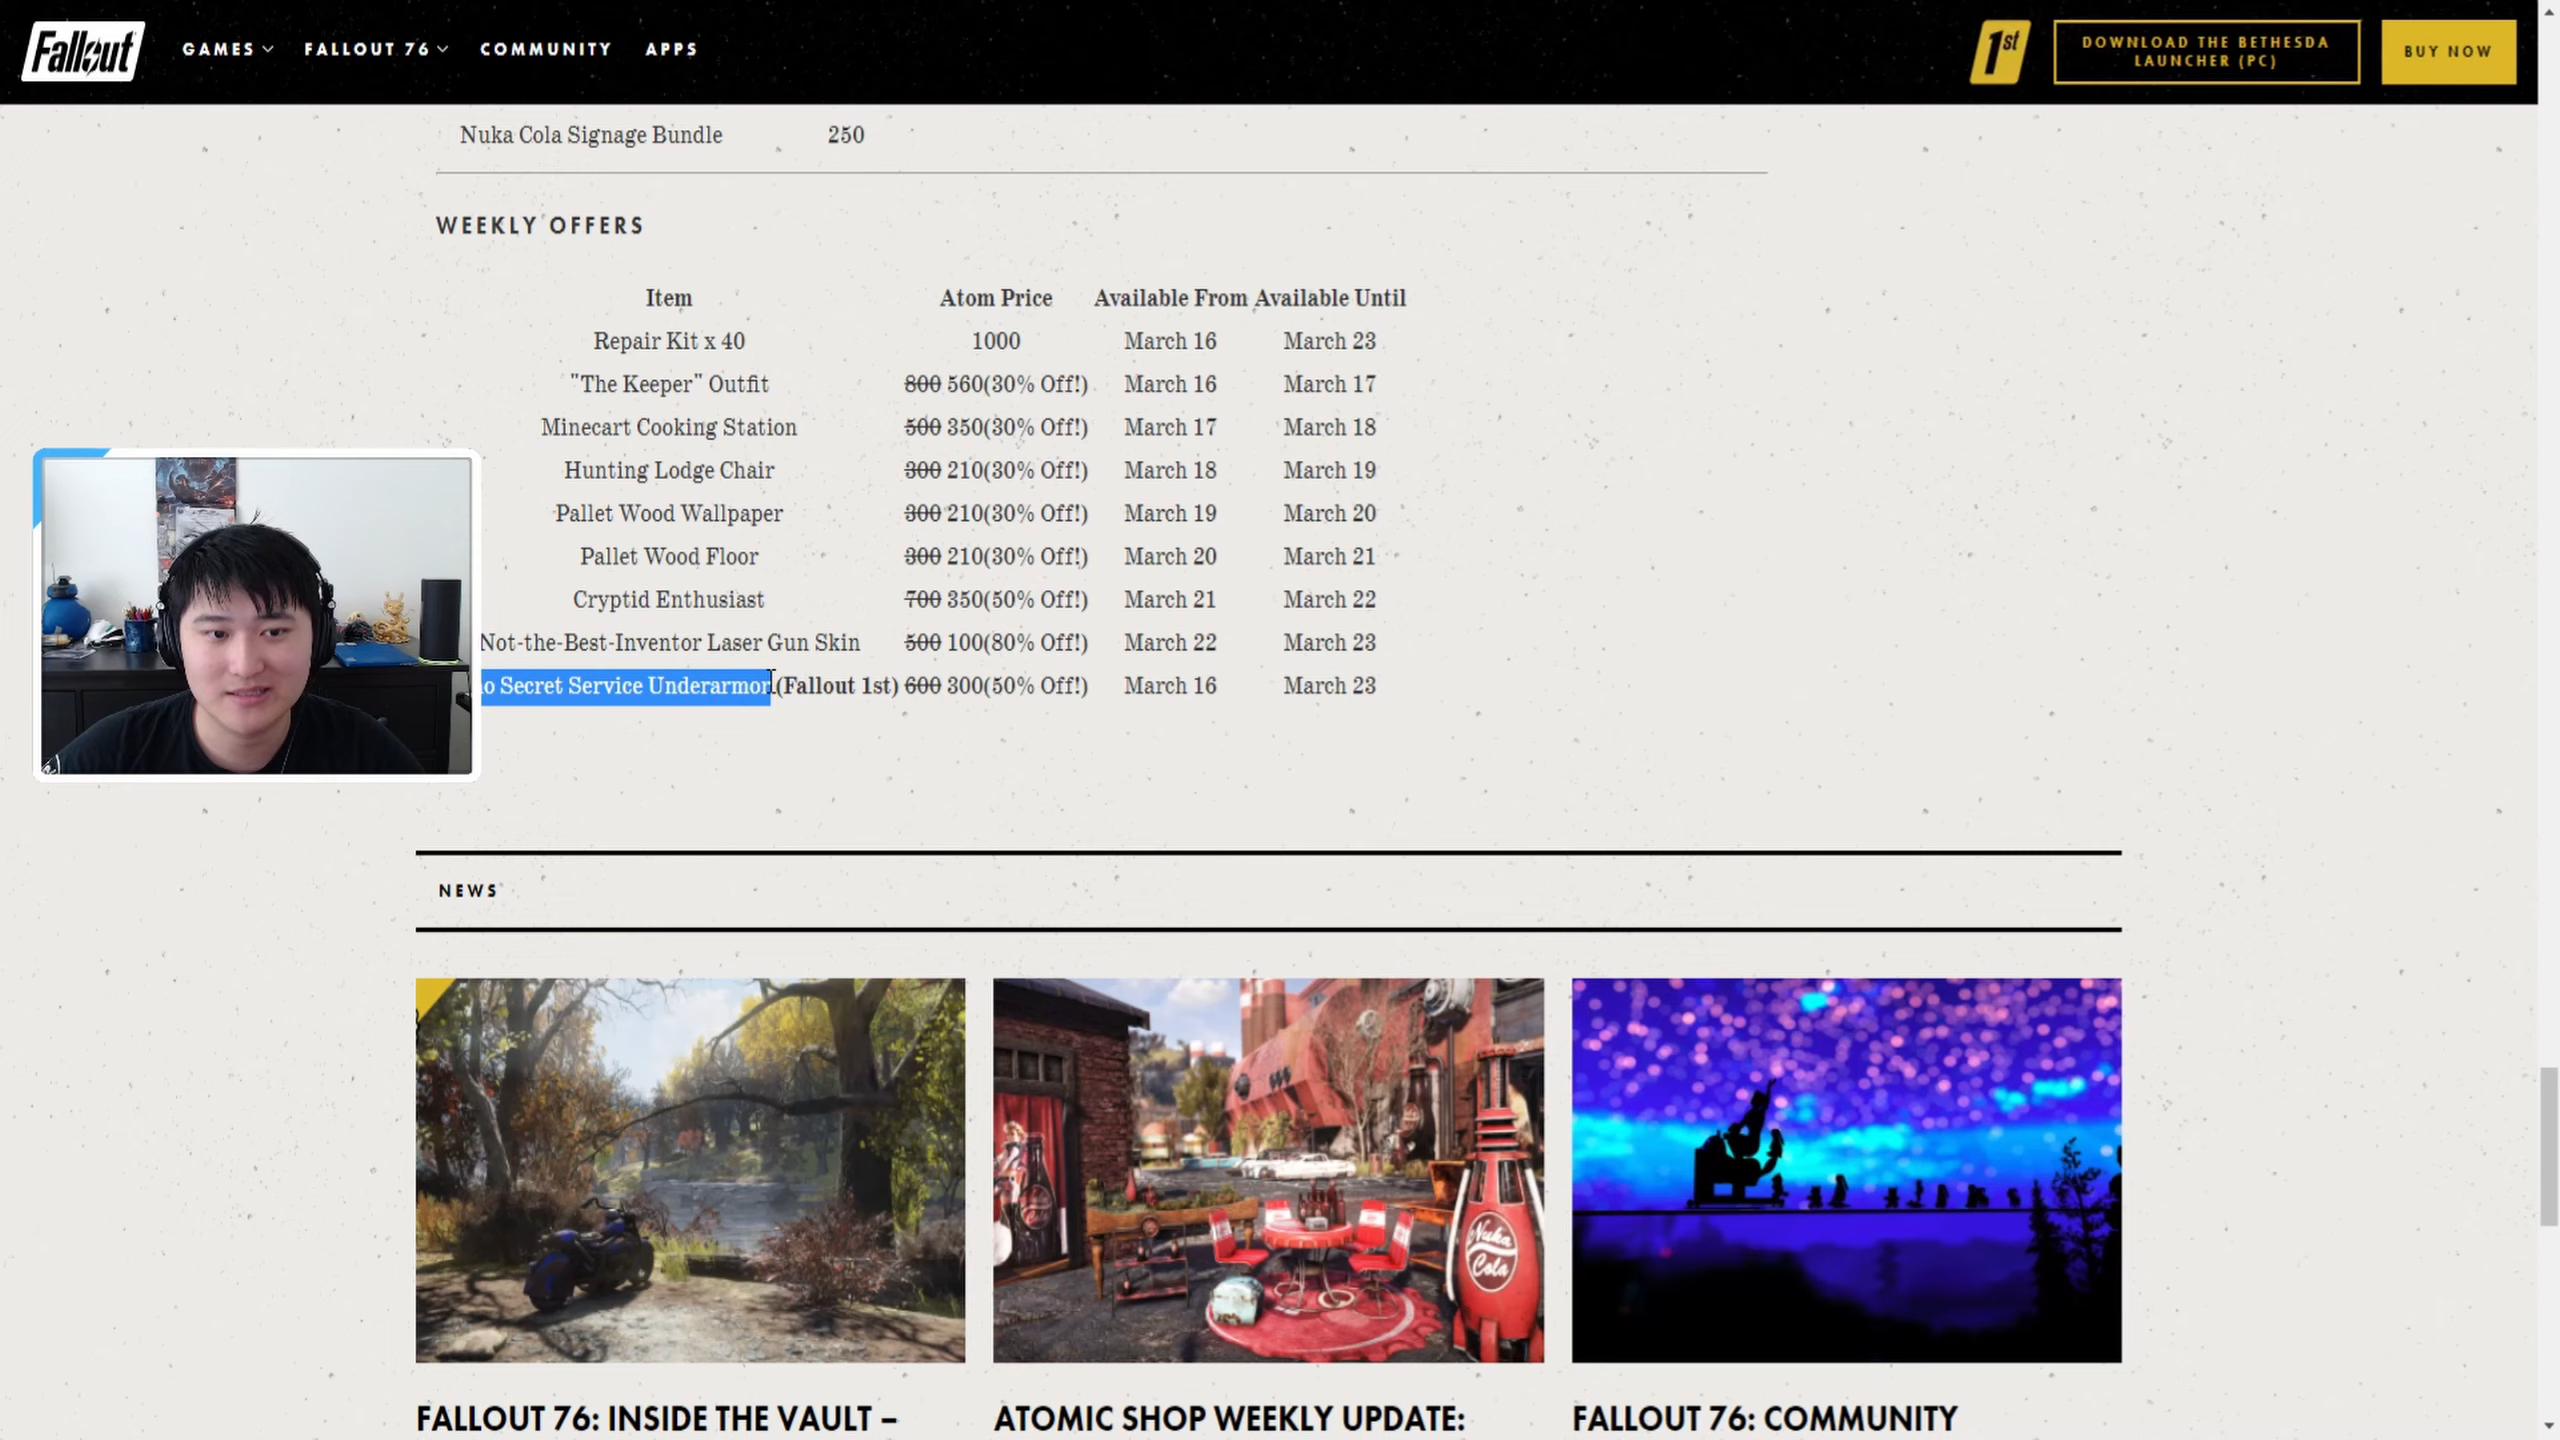 Fallout GAMES FALLOUT 76 COMMUNITY APPS 1st DOWNLOAD THE BETHESDA LAUNCHER (PC) BUY NOW
Nuka Cola Signage Bundle 250
WEEKLY OFFERS
Item Atom Price Available From Available Until
Repair Kit x 40 1000 March 16 March 23
"The Keeper" Outfit 800 560(30% Off!) March 16 March 17
Minecart Cooking Station 500 350(30% Off!) March 17 March 18
Hunting Lodge Chair 300 210(30% Off!) March 18 March 19
Pallet Wood Wallpaper 300 210(30% Off!) March 19 March 20
Pallet Wood Floor 300 210(30% Off!) March 20 March 21
Cryptid Enthusiast 700 350(50% Off!) March 21 March 22
Not-the-Best-Inventor Laser Gun Skin 500 100(80% Off!) March 22 March 23
Secret Service Underarmor (Fallout 1st) 600 300(50% Off!) March 16 March 23
NEWS
Nuka Cola
FALLOUT 76: INSIDE THE VAULT –
ATOMIC SHOP WEEKLY UPDATE:
FALLOUT 76: COMMUNITY